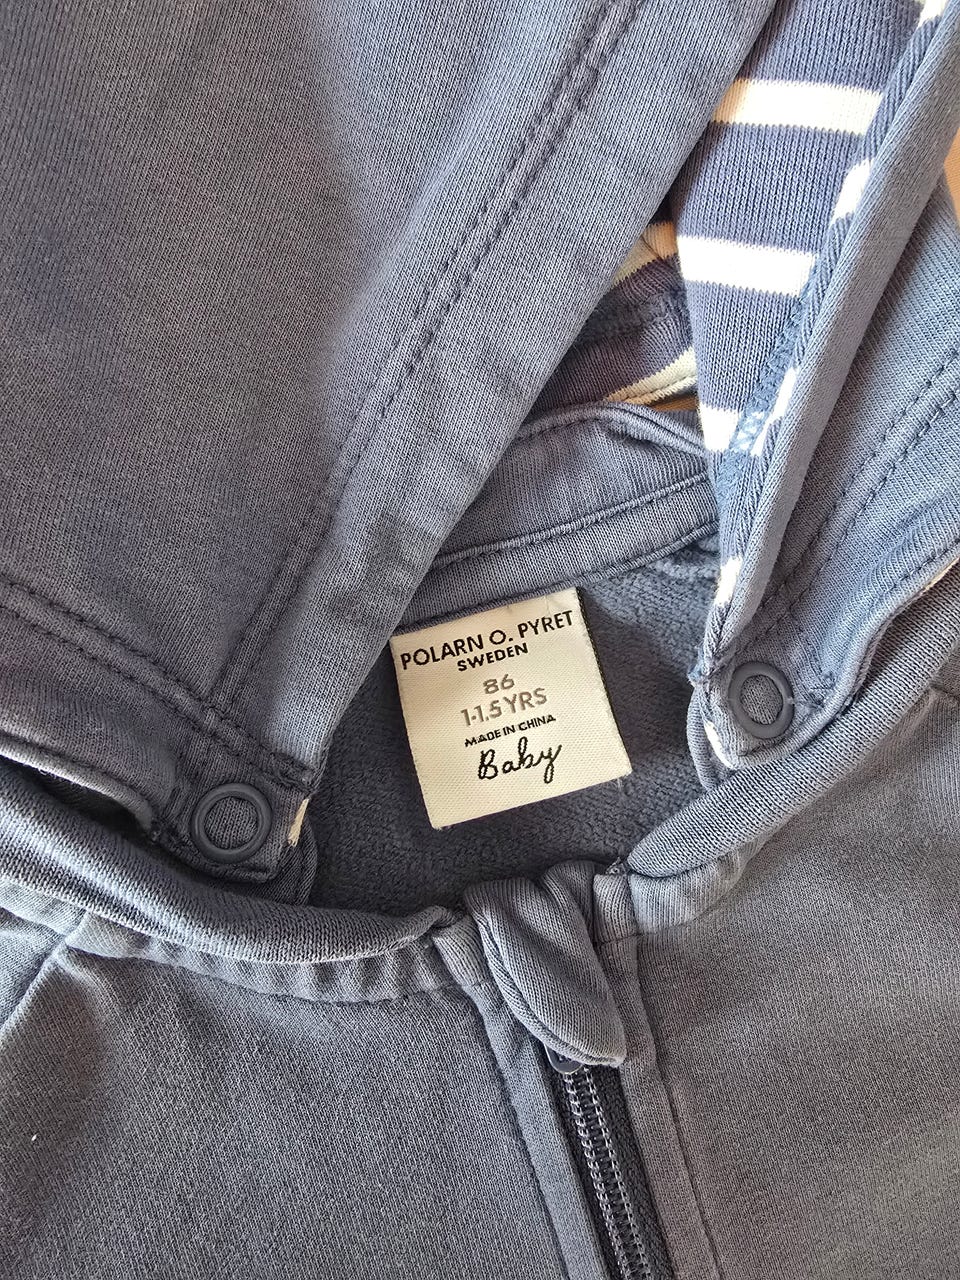 POLARN O. PYRET
SWEDEN
86
1-1.5 YRS
MADE IN CHINA
Baby